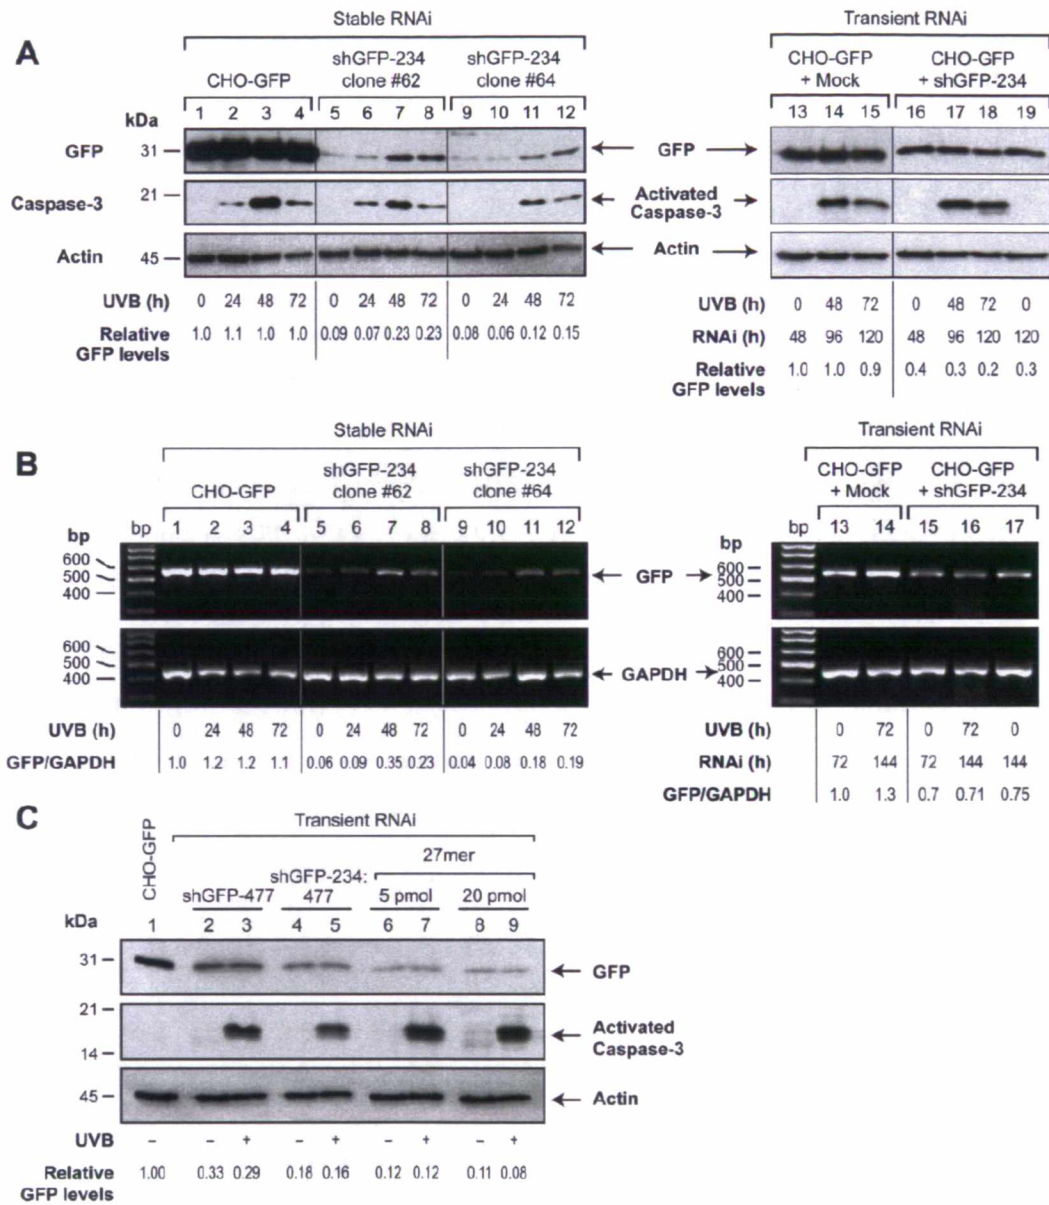 A
Stable RNAi
CHO-GFP
shGFP-234
clone #62
shGFP-234
clone #64
kDa
1 2 3 4 5 6 7 8 9 10 11 12
GFP 31
Caspase-3 21
Actin 45
UVB (h) 0 24 48 72 0 24 48 72 0 24 48 72
Relative
GFP levels
1.0 1.1 1.0 1.0 0.09 0.07 0.23 0.23 0.08 0.06 0.12 0.15
GFP
Activated
Caspase-3
Actin
Transient RNAi
CHO-GFP
+ Mock
CHO-GFP
+ shGFP-234
13 14 15 16 17 18 19
UVB (h) 0 48 72 0 48 72 0
RNAi (h) 48 96 120 48 96 120 120
Relative
GFP levels
1.0 1.0 0.9 0.4 0.3 0.2 0.3
B
Stable RNAi
CHO-GFP
shGFP-234
clone #62
shGFP-234
clone #64
bp bp 1 2 3 4 5 6 7 8 9 10 11 12
600
500
400
600
500
400
UVB (h) 0 24 48 72 0 24 48 72 0 24 48 72
GFP/GAPDH 1.0 1.2 1.2 1.1 0.06 0.09 0.35 0.23 0.04 0.08 0.18 0.19
GFP
GAPDH
Transient RNAi
CHO-GFP
+ Mock
CHO-GFP
+ shGFP-234
bp bp 13 14 15 16 17
600
500
400
600
500
400
UVB (h) 0 72 0 72 0
RNAi (h) 72 144 72 144 144
GFP/GAPDH 1.0 1.3 0.7 0.71 0.75
C
CHO-GFP
Transient RNAi
shGFP-477
shGFP-234:
477
27mer
5 pmol 20 pmol
kDa 1 2 3 4 5 6 7 8 9
31
GFP
21
14
Activated
Caspase-3
45
Actin
UVB – – + – + – + – +
Relative
GFP levels
1.00 0.33 0.29 0.18 0.16 0.12 0.12 0.11 0.08